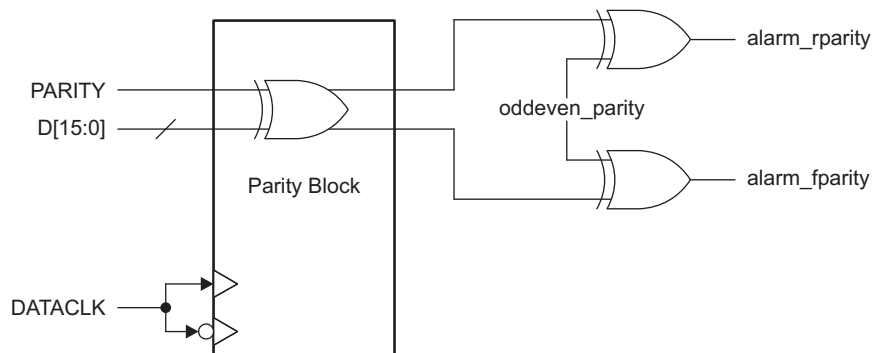 alarm_rparity
PARITY
oddeven_parity
D[15:0]
Parity Block
alarm_fparity
DATACLK